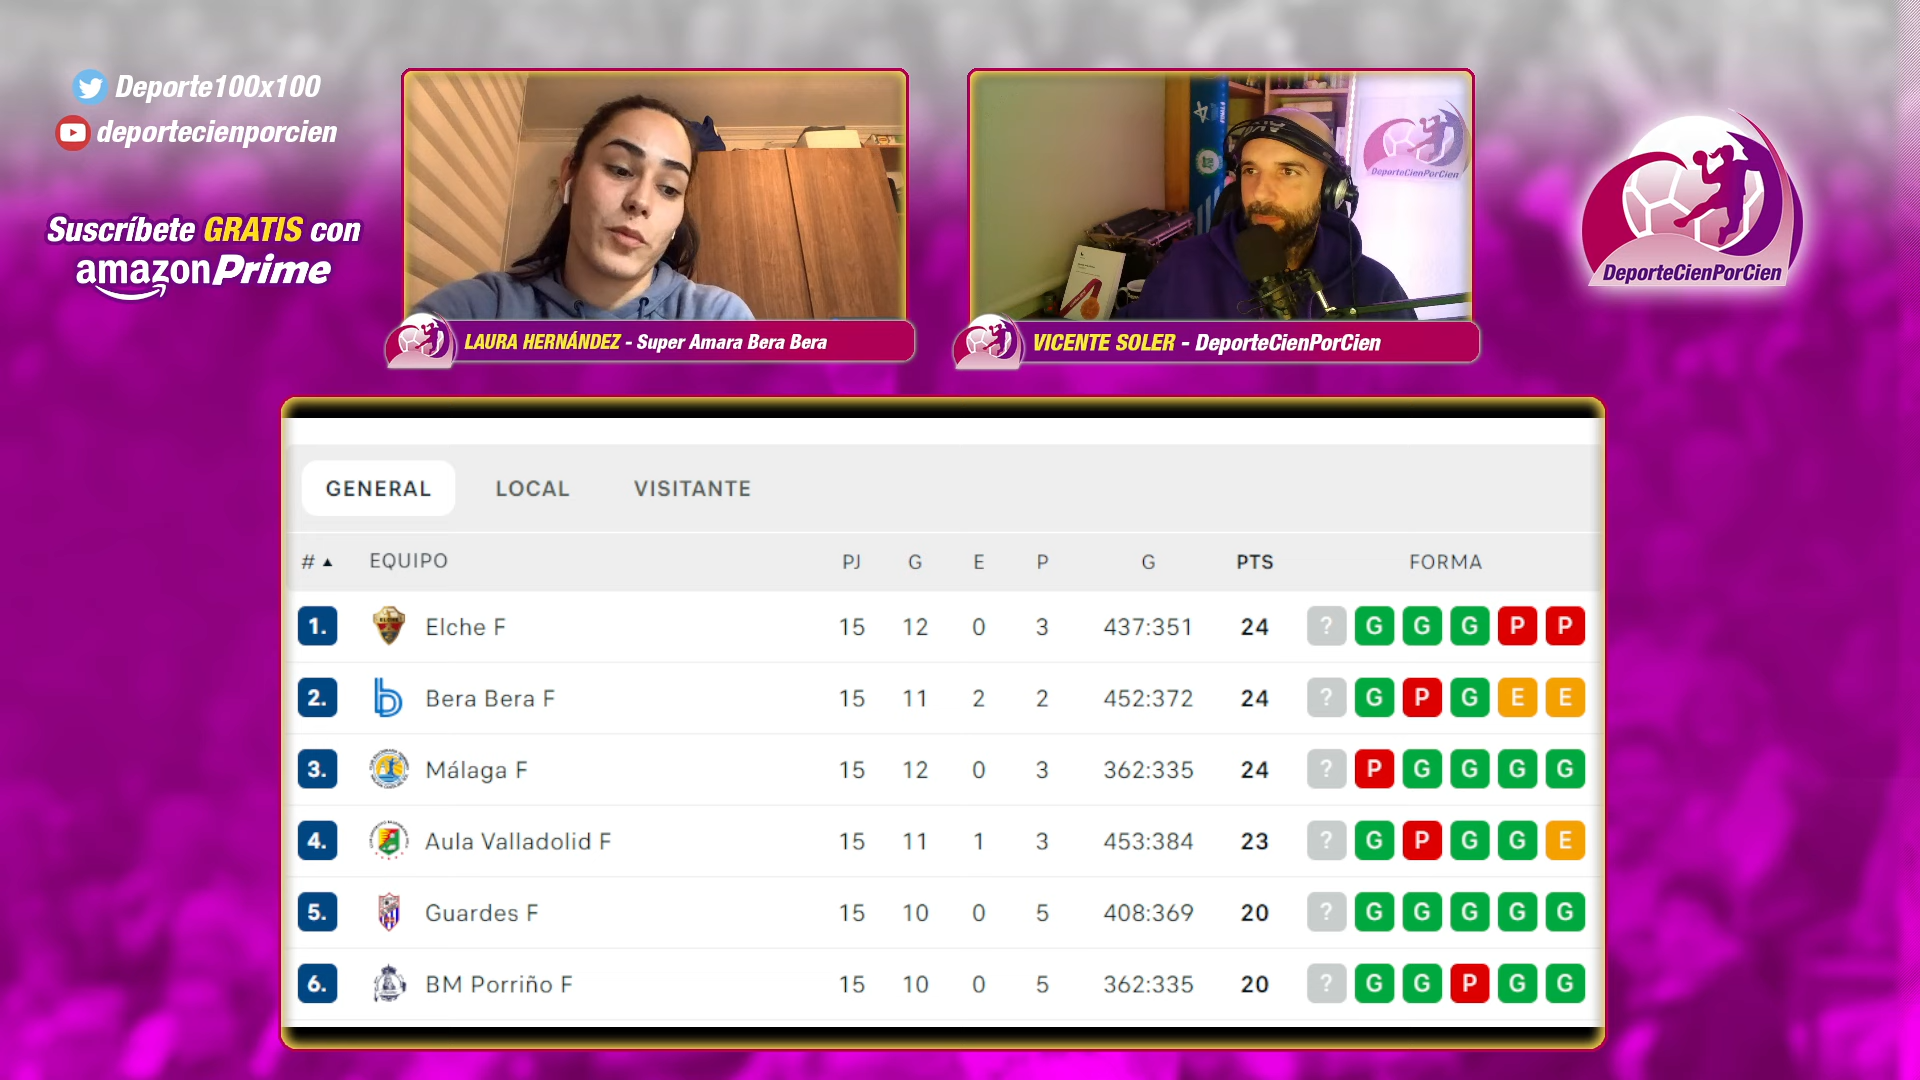 Deporte100x100
deportecienporcien
Suscríbete GRATIS con
amazonPrime
LAURA HERNÁNDEZ - Super Amara Bera Bera
VICENTE SOLER - DeporteCienPorCien
DeporteCienPorCien
DeporteCienPorCien
GENERAL LOCAL VISITANTE
# EQUIPO PJ G E P G PTS FORMA
1. Elche F 15 12 0 3 437:351 24 ? G G G P P
2. Bera Bera F 15 11 2 2 452:372 24 ? G P G E E
3. Málaga F 15 12 0 3 362:335 24 ? P G G G G
4. Aula Valladolid F 15 11 1 3 453:384 23 ? G P G G E
5. Guardes F 15 10 0 5 408:369 20 ? G G G G G
6. BM Porriño F 15 10 0 5 362:335 20 ? G G P G G